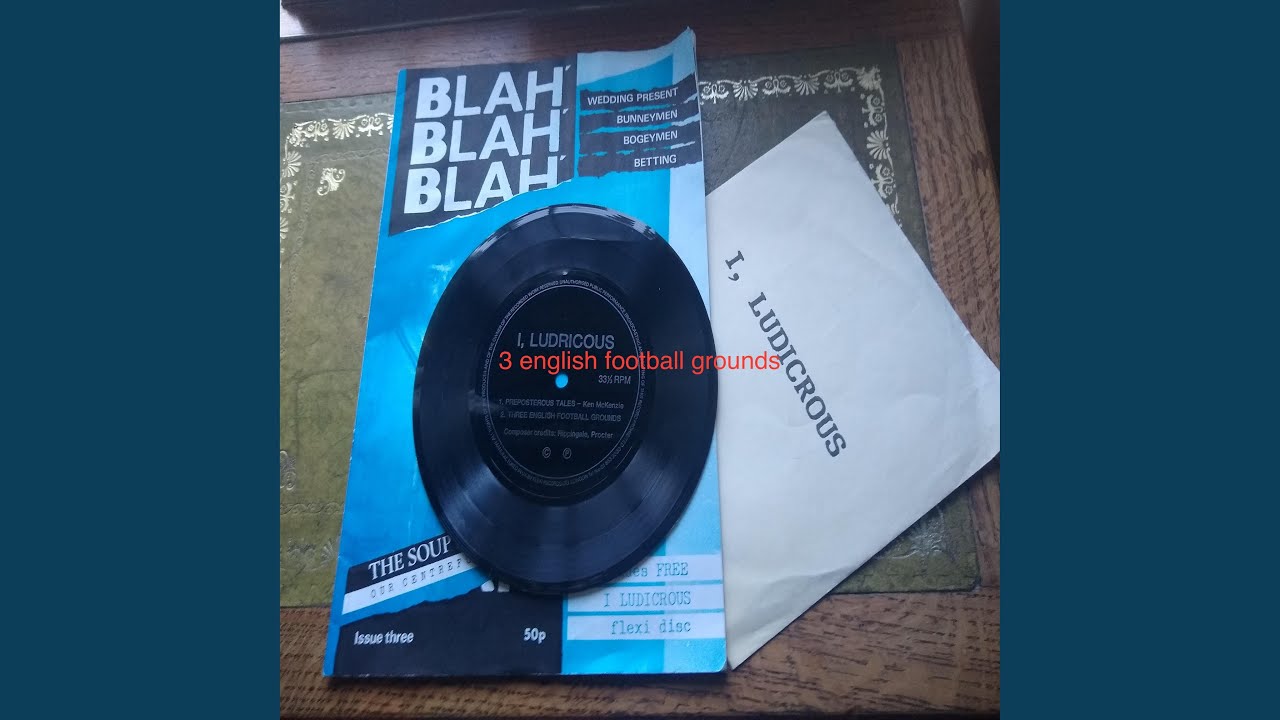 BLAH,
BLAH,
BLAH,
WEDDING PRESENT
BUNNEYMEN
BOGEYMEN
BETTING
I, LUDRICOUS
3 english football grounds
33⅓ RPM
1. PREPOSTEROUS TALES – Ken McKenzie
2. THREE ENGLISH FOOTBALL GROUNDS
Composer credits: Rippingale, Procter
© ℗
I, LUDICROUS
THE SOUP
OUR CENTREF
FREE
I LUDICROUS
flexi disc
Issue three
50p